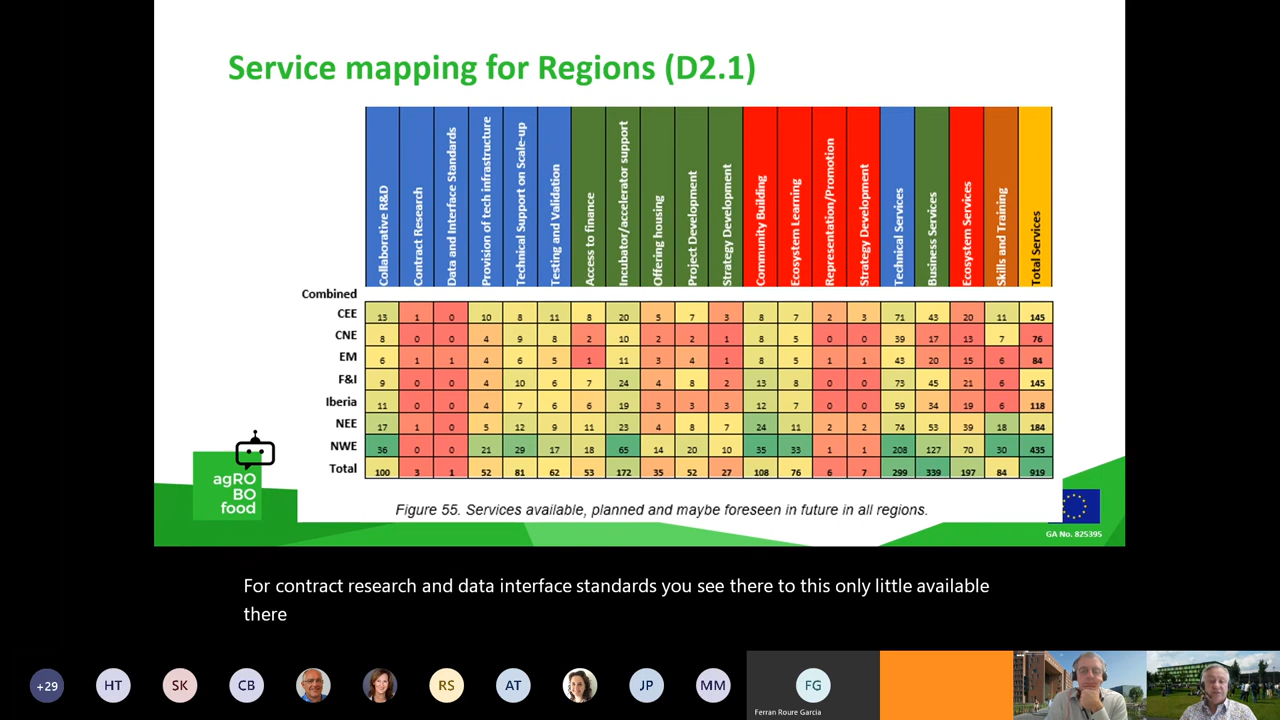 Service mapping for Regions (D2.1)
Collaborative R&D
Contract Research
Data and Interface Standards
Provision of tech infrastructure
Technical Support on Scale-up
Testing and Validation
Access to finance
Incubator/accelerator support
Offering housing
Project Development
Strategy Development
Community Building
Ecosystem Learning
Representation/Promotion
Strategy Development
Technical Services
Business Services
Ecosystem Services
Skills and Training
Total Services
Combined
CEE 13 1 0 10 8 11 8 20 5 7 3 8 7 2 3 71 43 20 11 145
CNE 8 0 0 4 9 8 2 10 2 2 1 8 5 0 0 39 17 13 7 76
EM 6 1 1 4 6 5 1 11 3 4 1 8 5 1 1 43 20 15 6 84
F&I 9 0 0 4 10 6 7 24 4 8 2 13 8 0 0 73 45 21 6 145
Iberia 11 0 0 4 7 6 6 19 3 3 3 12 7 0 0 59 34 19 6 118
NEE 17 1 0 5 12 9 11 23 4 8 7 24 11 2 2 74 53 39 18 184
NWE 36 0 0 21 29 17 18 65 14 20 10 35 33 1 1 208 127 70 30 435
Total 100 3 1 52 81 62 53 172 35 52 27 108 76 6 7 299 339 197 84 919
agRO
BO
food
Figure 55. Services available, planned and maybe foreseen in future in all regions.
GA No. 825395
For contract research and data interface standards you see there to this only little available
there
+29 HT SK CB RS AT JP MM FG
Ferran Roure Garcia